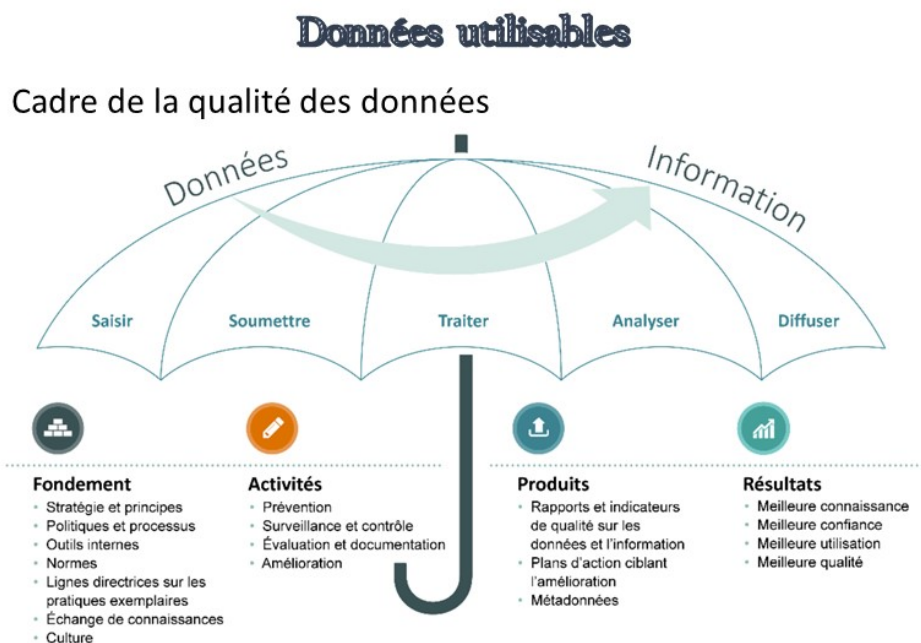 Données utilisables
Cadre de la qualité des données
Données
Information
Saisir
Soumettre
Traiter
Analyser
Diffuser
Fondement
• Stratégie et principes
• Politiques et processus
• Outils internes
• Normes
• Lignes directrices sur les
pratiques exemplaires
• Échange de connaissances
• Culture
Activités
• Prévention
• Surveillance et contrôle
• Évaluation et documentation
• Amélioration
Produits
• Rapports et indicateurs
de qualité sur les
données et l'information
• Plans d'action ciblant
l'amélioration
• Métadonnées
Résultats
• Meilleure connaissance
• Meilleure confiance
• Meilleure utilisation
• Meilleure qualité